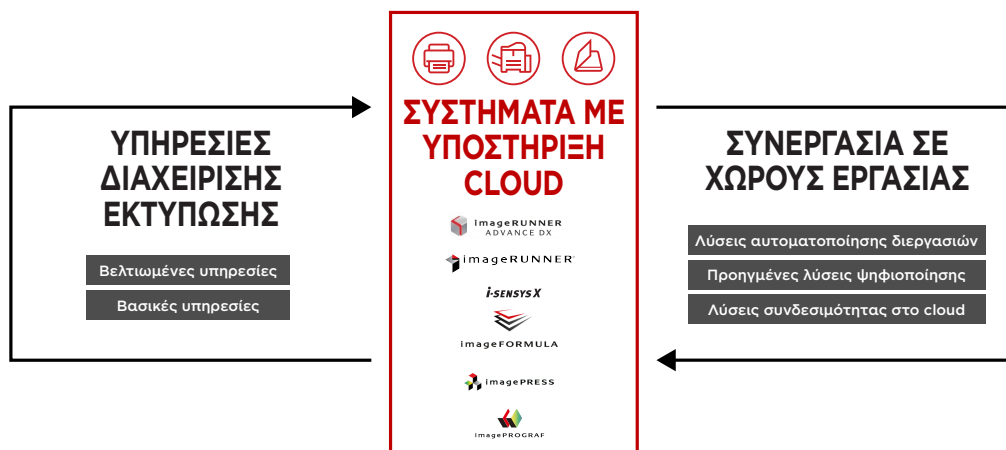 ΥΠΗΡΕΣΙΕΣ
ΔΙΑΧΕΙΡΙΣΗΣ
ΕΚΤΥΠΩΣΗΣ
Βελτιωμένες υπηρεσίες
Βασικές υπηρεσίες
ΣΥΣΤΗΜΑΤΑ ΜΕ
ΥΠΟΣΤΗΡΙΞΗ
CLOUD
imageRUNNER
ADVANCE DX
imageRUNNER
i-SENSYS X
imageFORMULA
imagePRESS
imagePROGRAF
ΣΥΝΕΡΓΑΣΙΑ ΣΕ
ΧΩΡΟΥΣ ΕΡΓΑΣΙΑΣ
Λύσεις αυτοματοποίησης διεργασιών
Προηγμένες λύσεις ψηφιοποίησης
Λύσεις συνδεσιμότητας στο cloud